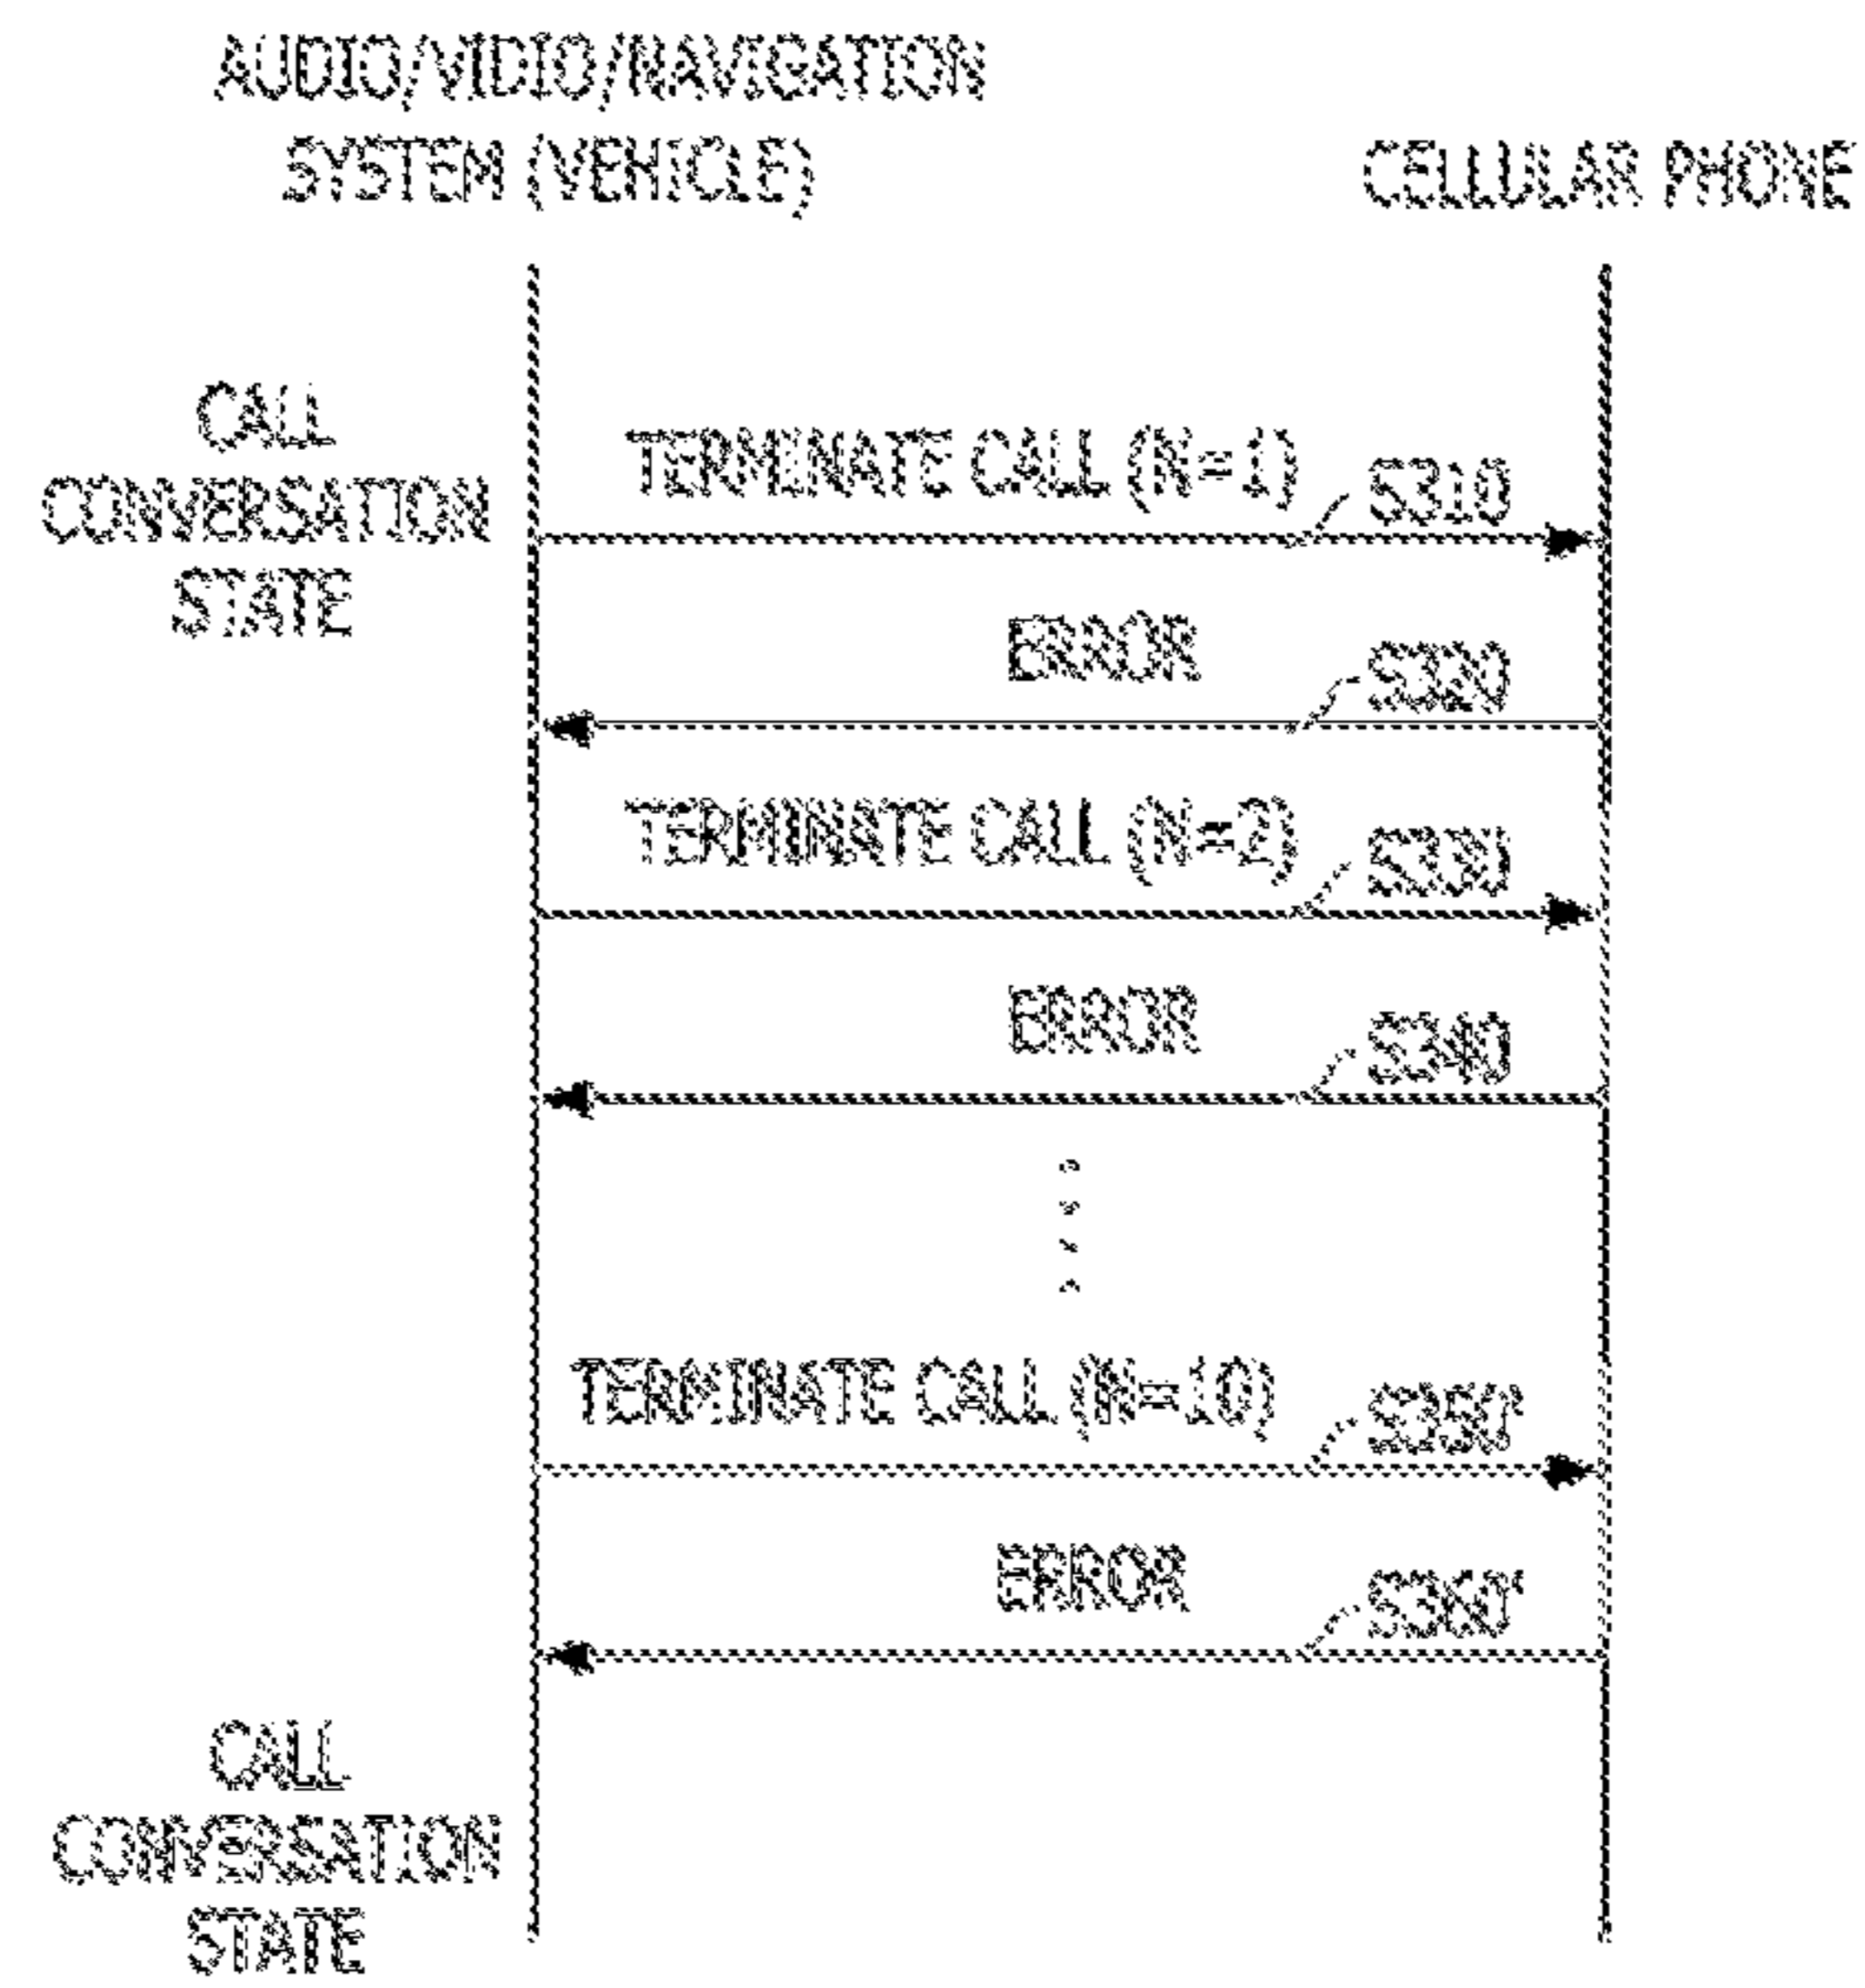 AUDIO/VIDIO/NAVIGATION
SYSTEM (VEHICLE)
CELLULAR PHONE
CALL
CONVERSATION
STATE
TERMINATE CALL (N=1)
S310
ERROR
S320
TERMINATE CALL (N=2)
S330
ERROR
S340
TERMINATE CALL (N=10)
S350'
ERROR
S360'
CALL
CONVERSATION
STATE